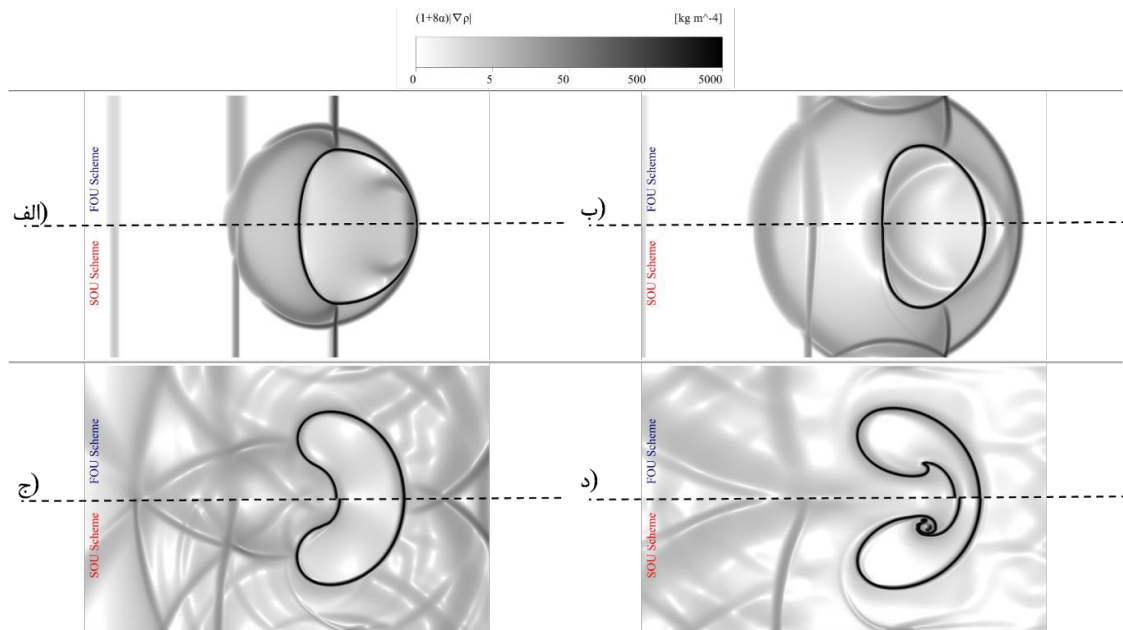 (1+8α)|∇ρ| [kg m^-4]
0 5 50 500 5000
FOU Scheme
SOU Scheme
الف)
FOU Scheme
SOU Scheme
ب)
FOU Scheme
SOU Scheme
ج)
FOU Scheme
SOU Scheme
د)